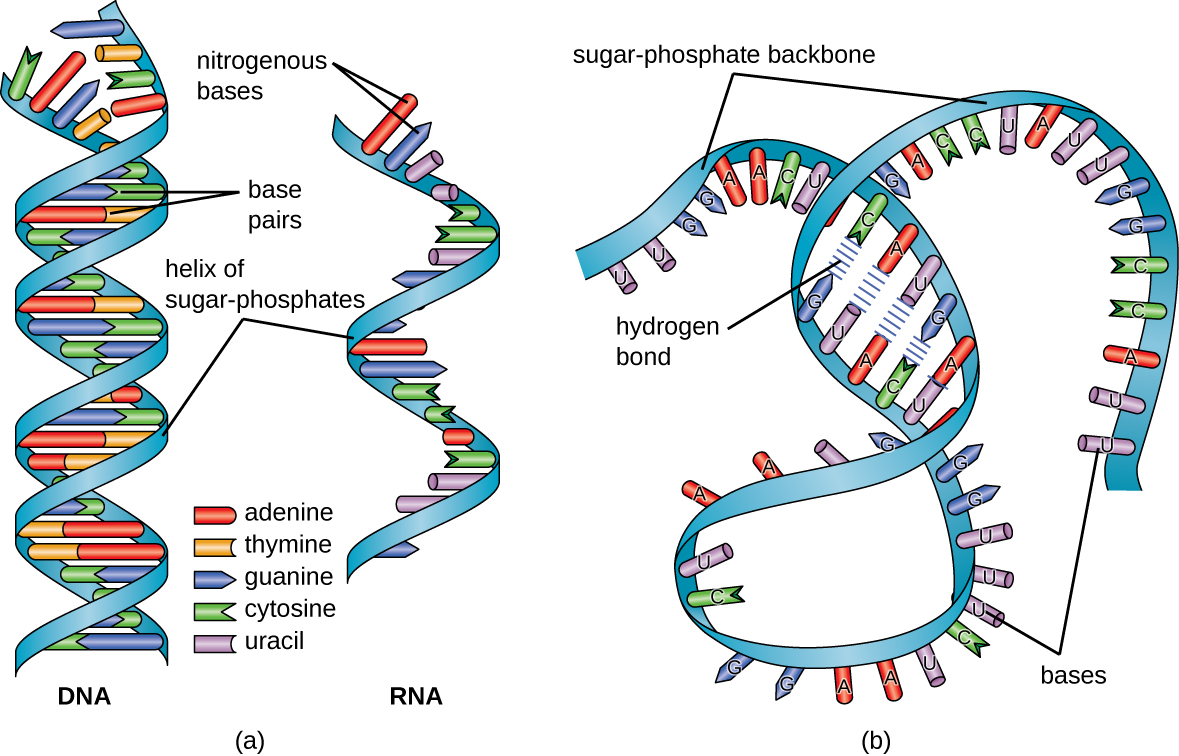 nitrogenous
bases
base
pairs
helix of
sugar-phosphates
adenine
thymine
guanine
cytosine
uracil
DNA
RNA
(a)
sugar-phosphate backbone
U
U
G
G
A
A
C
U
G
A
C
C
U
A
U
U
G
G
C
C
A
U
U
C
A
U
G
A
G
U
A
C
U
hydrogen
bond
G
A
A
U
C
G
G
A
A
U
C
U
U
U
G
G
bases
(b)